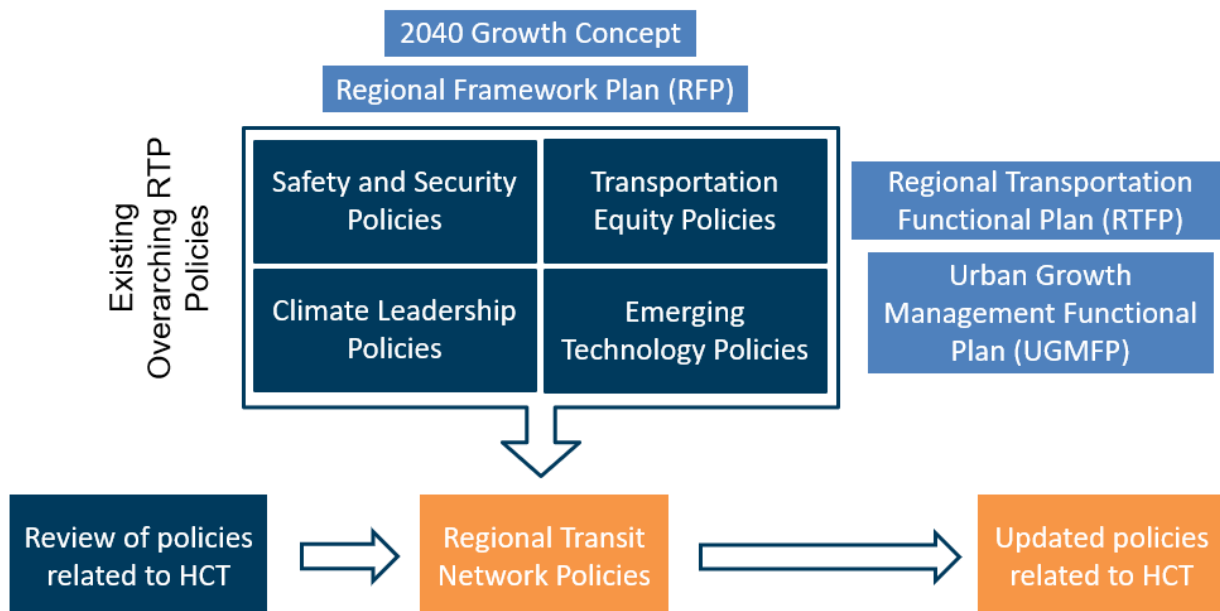 2040 Growth Concept
Regional Framework Plan (RFP)
Existing
Overarching RTP
Policies
Safety and Security
Policies
Transportation
Equity Policies
Climate Leadership
Policies
Emerging
Technology Policies
Regional Transportation
Functional Plan (RTFP)
Urban Growth
Management Functional
Plan (UGMFP)
Review of policies
related to HCT
Regional Transit
Network Policies
Updated policies
related to HCT